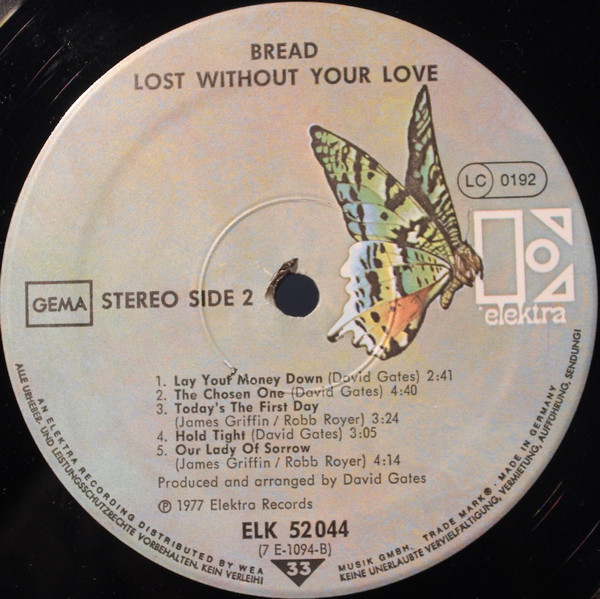 BREAD
LOST WITHOUT YOUR LOVE
LC 0192
elektra
GEMA STEREO SIDE 2
1. Lay Your Money Down (David Gates) 2:41
2. The Chosen One (David Gates) 4:40
3. Today's The First Day
(James Griffin / Robb Royer) 3:24
4. Hold Tight (David Gates) 3:05
5. Our Lady Of Sorrow
(James Griffin / Robb Royer) 4:14
Produced and arranged by David Gates
℗ 1977 Elektra Records
ELK 52 044
(7 E-1094-B)
33
AN ELEKTRA RECORDING DISTRIBUTED BY WEA MUSIK GMBH. TRADE MARK ® · MADE IN GERMANY
ALLE URHEBER- UND LEISTUNGSSCHUTZRECHTE VORBEHALTEN. KEIN VERLEIH! KEINE UNERLAUBTE VERVIELFÄLTIGUNG, VERMIETUNG, AUFFÜHRUNG, SENDUNG!